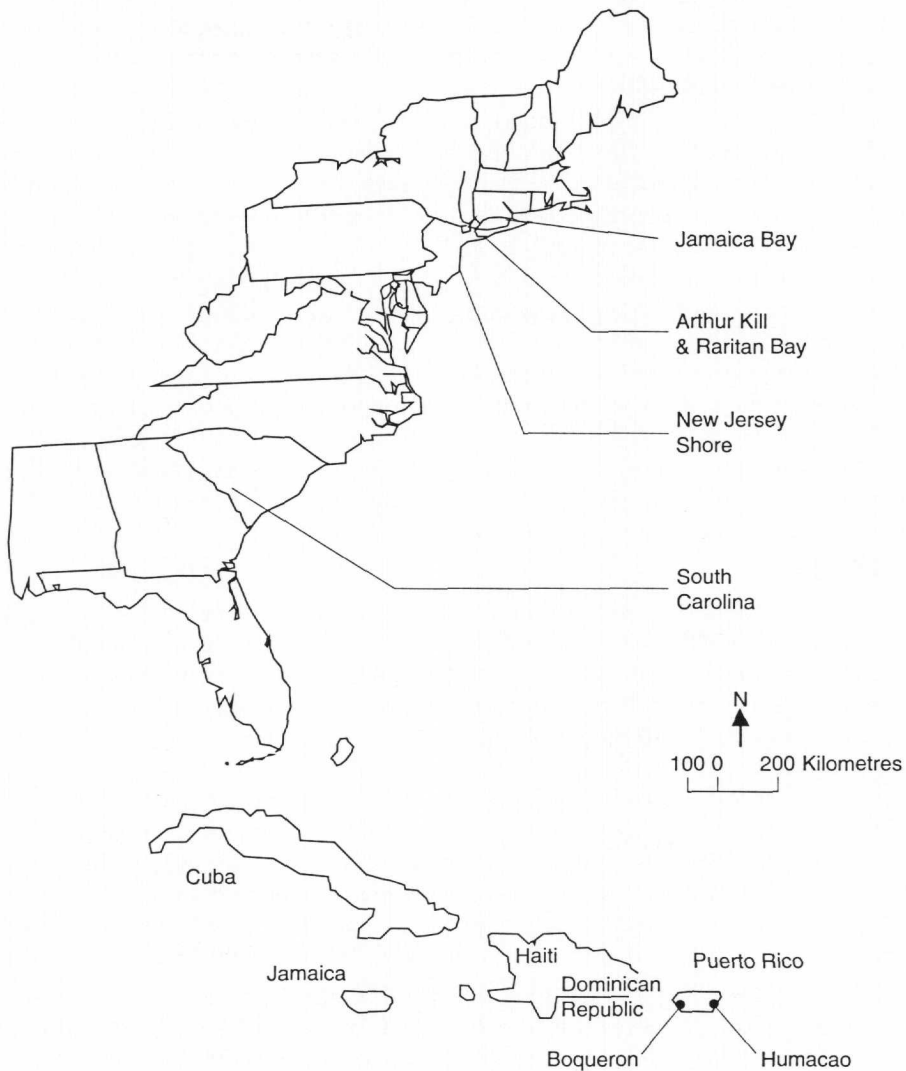 Jamaica Bay
Arthur Kill
& Raritan Bay
New Jersey
Shore
South
Carolina
N
100 0 200 Kilometres
Cuba
Haiti
Puerto Rico
Jamaica
Dominican
Republic
Boqueron
Humacao